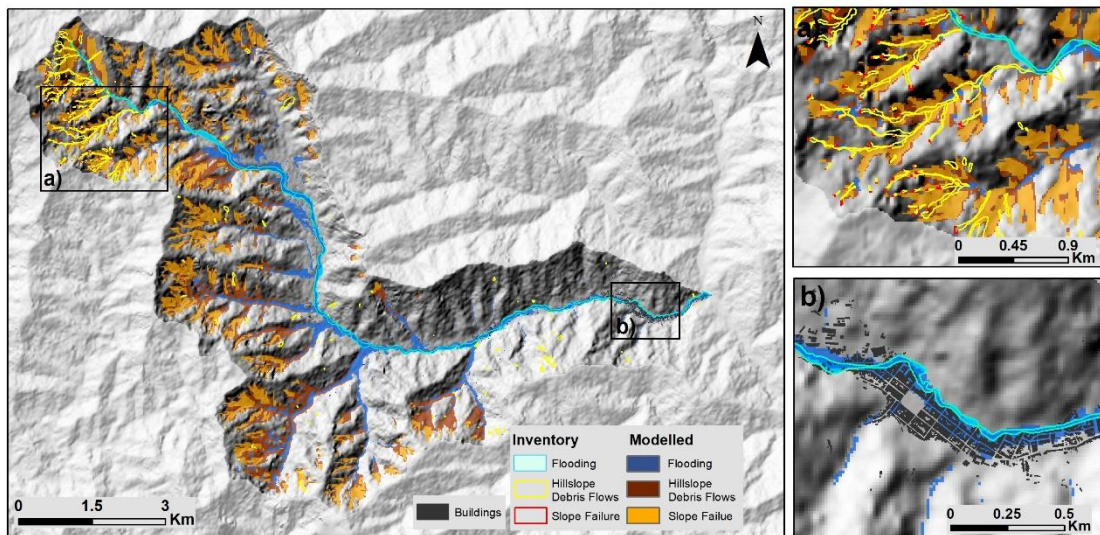 N
a)
b)
Inventory Modelled
Flooding Flooding
Hillslope Hillslope
Debris Flows Debris Flows
Buildings Slope Failure Slope Failue
0 1.5 3
Km
a)
0 0.45 0.9
Km
b)
0 0.25 0.5
Km